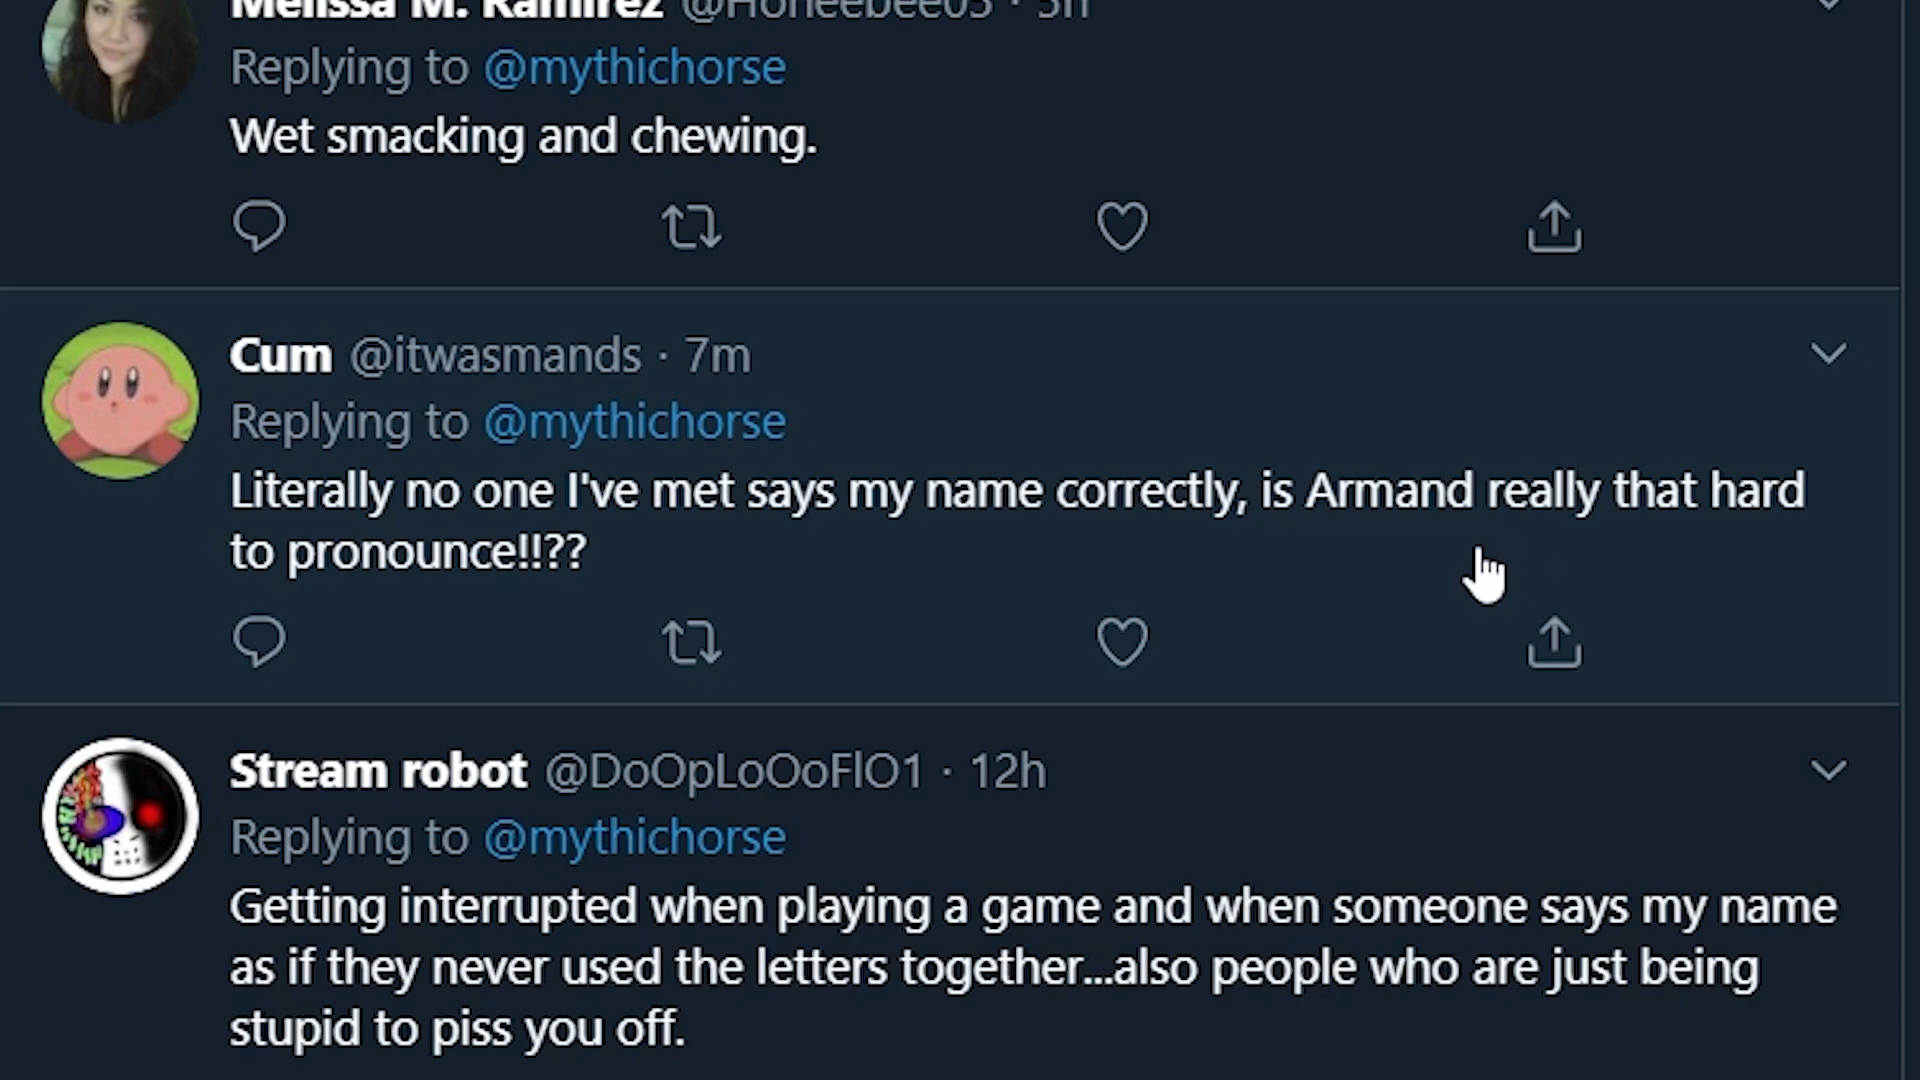 Melissa M. Ramirez @Honeebee05 · 5h
Replying to @mythichorse
Wet smacking and chewing.
Cum @itwasmands · 7m
Replying to @mythichorse
Literally no one I've met says my name correctly, is Armand really that hard
to pronounce!!??
Stream robot @DoOpLoOoFlO1 · 12h
Replying to @mythichorse
Getting interrupted when playing a game and when someone says my name
as if they never used the letters together...also people who are just being
stupid to piss you off.